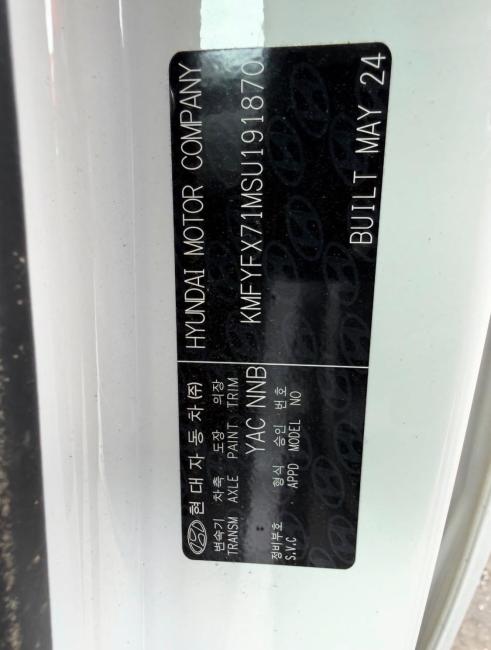 현대자동차(주) HYUNDAI MOTOR COMPANY
변속기 차축 도장 의장
TRANSM AXLE PAINT TRIM
YAC NNB KMFYFX71MSU191870
정비부호 형식 승인 번호
S.V.C APPD MODEL NO
BUILT MAY 24